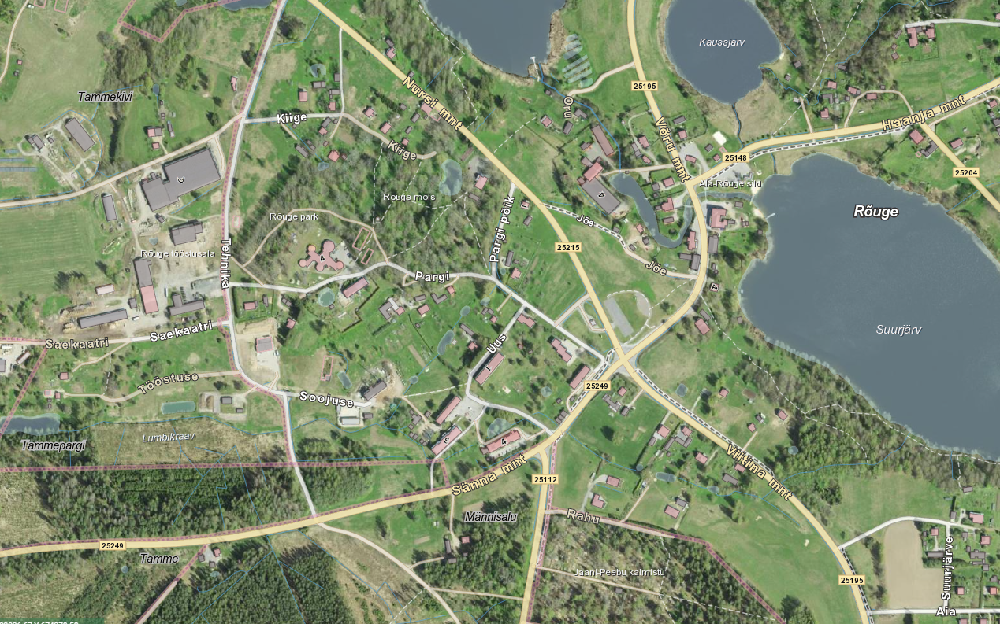 Kaussjärv
25195
Nursi mnt
Oru
Tammekivi
Haanja mnt
Kiige
Võru mnt
Kiige
25148
25204
6
Ala-Rõuge sild
4
Rõuge mõis
1
Rõuge
Rõuge park
Jõe
Pargi põik
25215
Rõuge tööstusala
4
Tehnika
Jõe
Pargi
4
Suurjärv
Saekaatri
Saekaatri
Uus
1
Tööstuse
25249
Soojuse
Lumbikraav
3
4
Tammepargi
Viitina mnt
25112
Sänna mnt
Männisalu
Rahu
25249
Suurjärve
Tamme
Jaani-Peebu kalmistu
25195
Aia